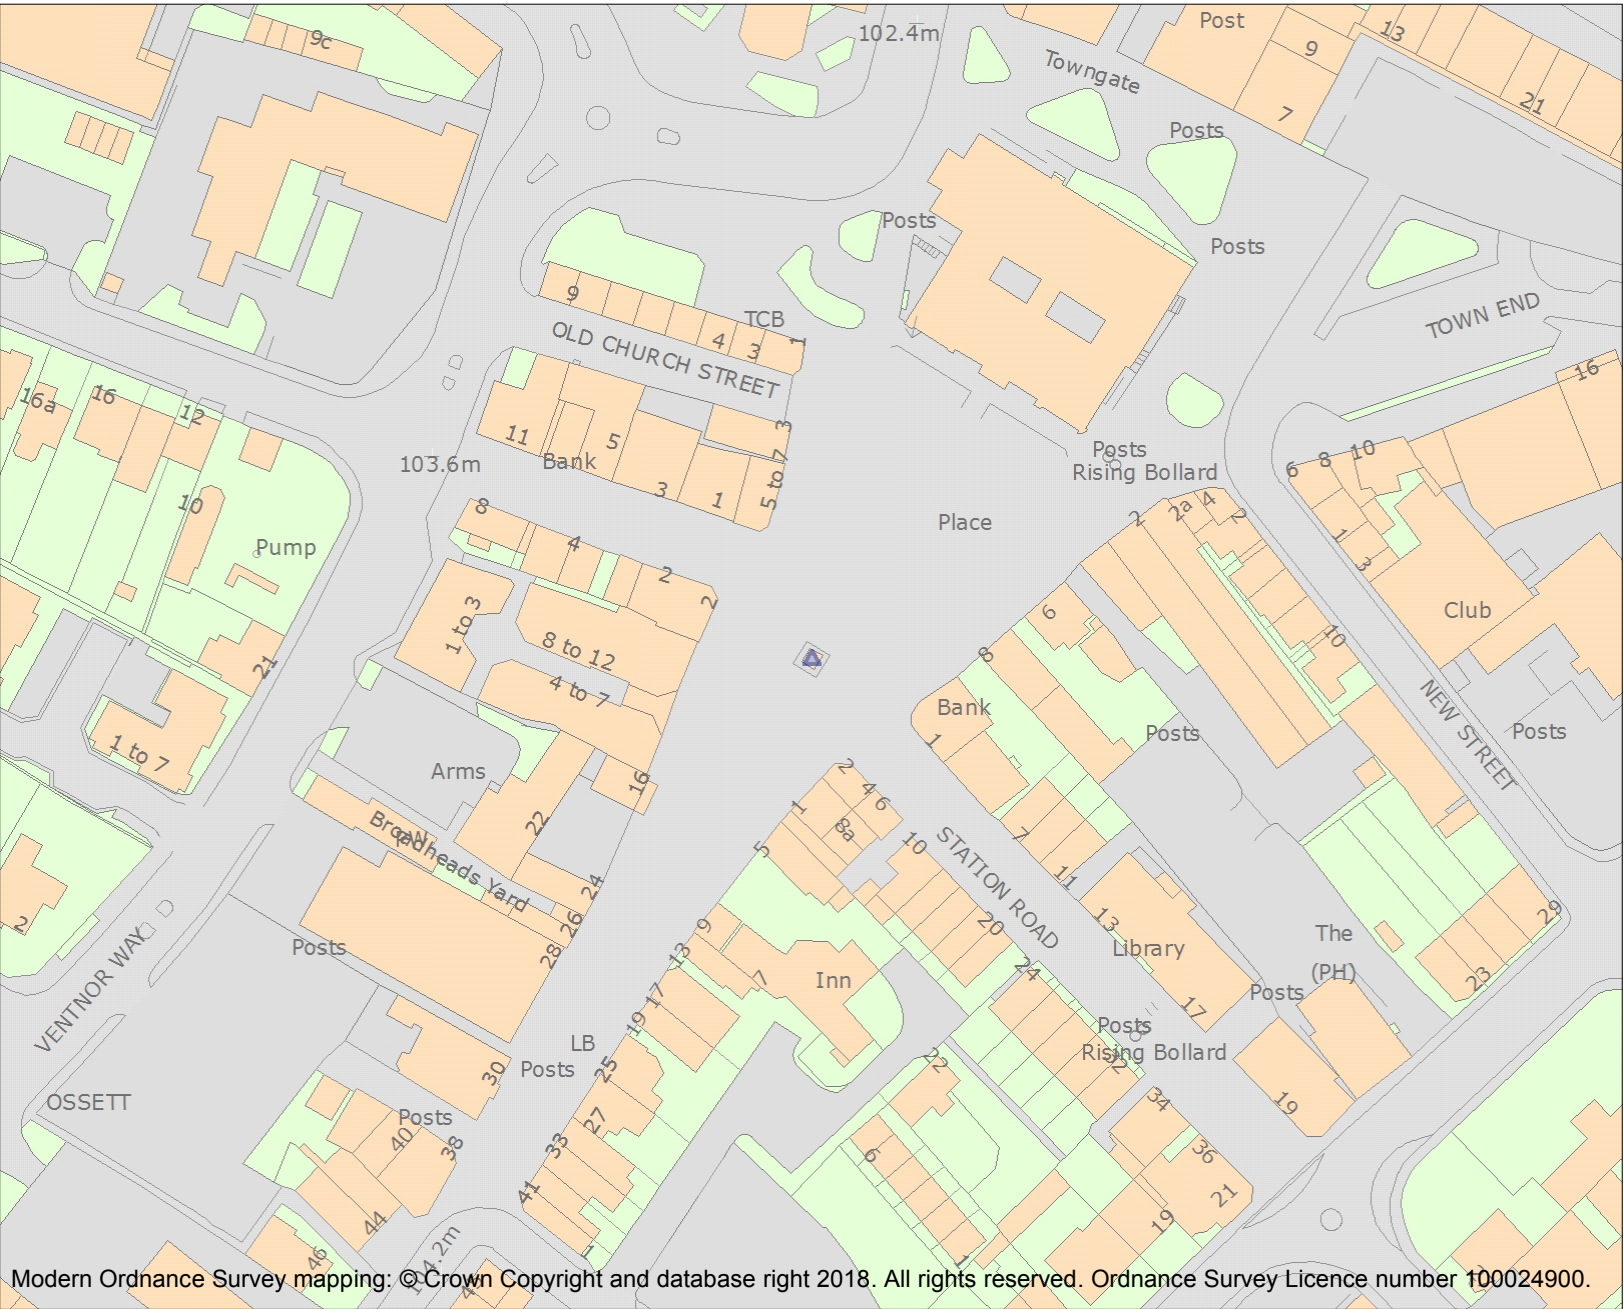 9c
102.4m
Towngate
Post
9
13
7
21
Posts
Posts
Posts
9
4
3
1
TCB
OLD CHURCH STREET
TOWN END
16
16a
16
12
10
Pump
103.6m
11
5
Bank
3
1
3
5 to 7
Posts
Rising Bollard
6
8
10
1
3
Club
Place
2
2a
4
2
10
8
4
2
2
1 to 3
8 to 12
4 to 7
6
8
Bank
1
Posts
NEW STREET
Posts
21
1 to 7
Arms
16
22
Broadheads Yard
24
26
28
2
1
5
4
6
8a
10
STATION ROAD
7
11
13
Library
17
20
24
The
(PH)
Posts
29
23
2
VENTNOR WAY
Posts
9
13
7
Inn
17
19
LB
Posts
25
27
33
41
1
30
OSSETT
Posts
40
38
44
46
104.2m
22
6
1
Posts
Rising Bollard
32
34
36
21
19
19
Modern Ordnance Survey mapping: © Crown Copyright and database right 2018. All rights reserved. Ordnance Survey Licence number 100024900.